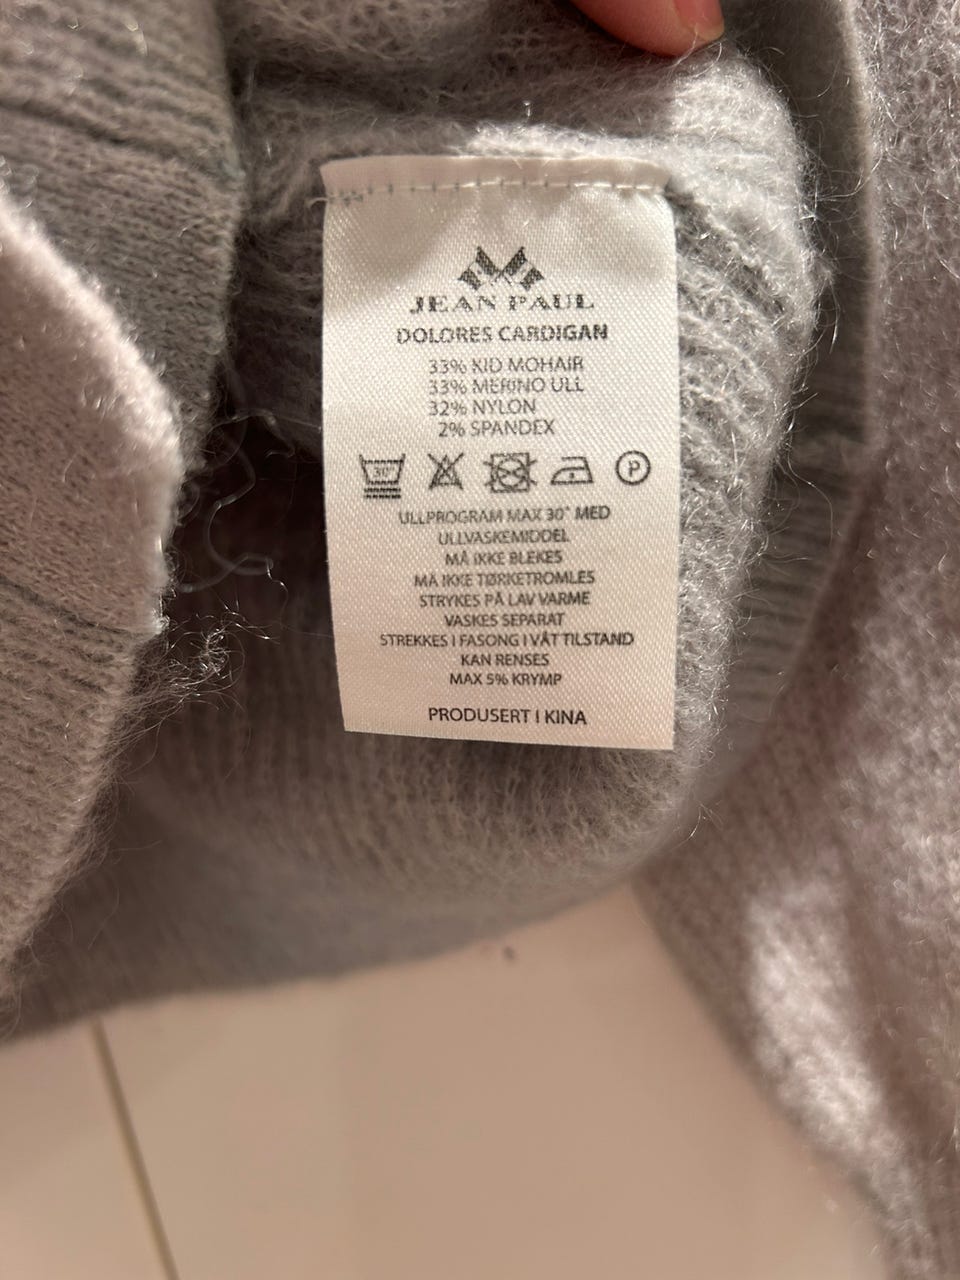 JEAN PAUL
DOLORES CARDIGAN
33% KID MOHAIR
33% MERINO ULL
32% NYLON
2% SPANDEX
30° P
ULLPROGRAM MAX 30° MED
ULLVASKEMIDDEL
MÅ IKKE BLEKES
MÅ IKKE TØRKETROMLES
STRYKES PÅ LAV VARME
VASKES SEPARAT
STREKKES I FASONG I VÅT TILSTAND
KAN RENSES
MAX 5% KRYMP
PRODUSERT I KINA